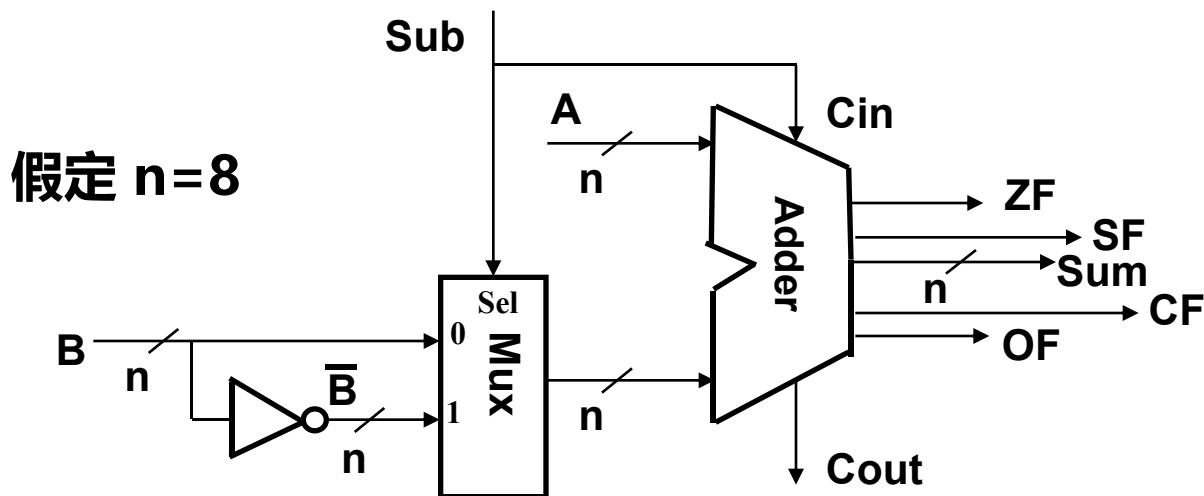 Sub
A
Cin
n
假定 n=8
ZF
SF
Adder
Sum
n
Sel
CF
B
0
Mux
OF
n
B̅
n
1
n
Cout